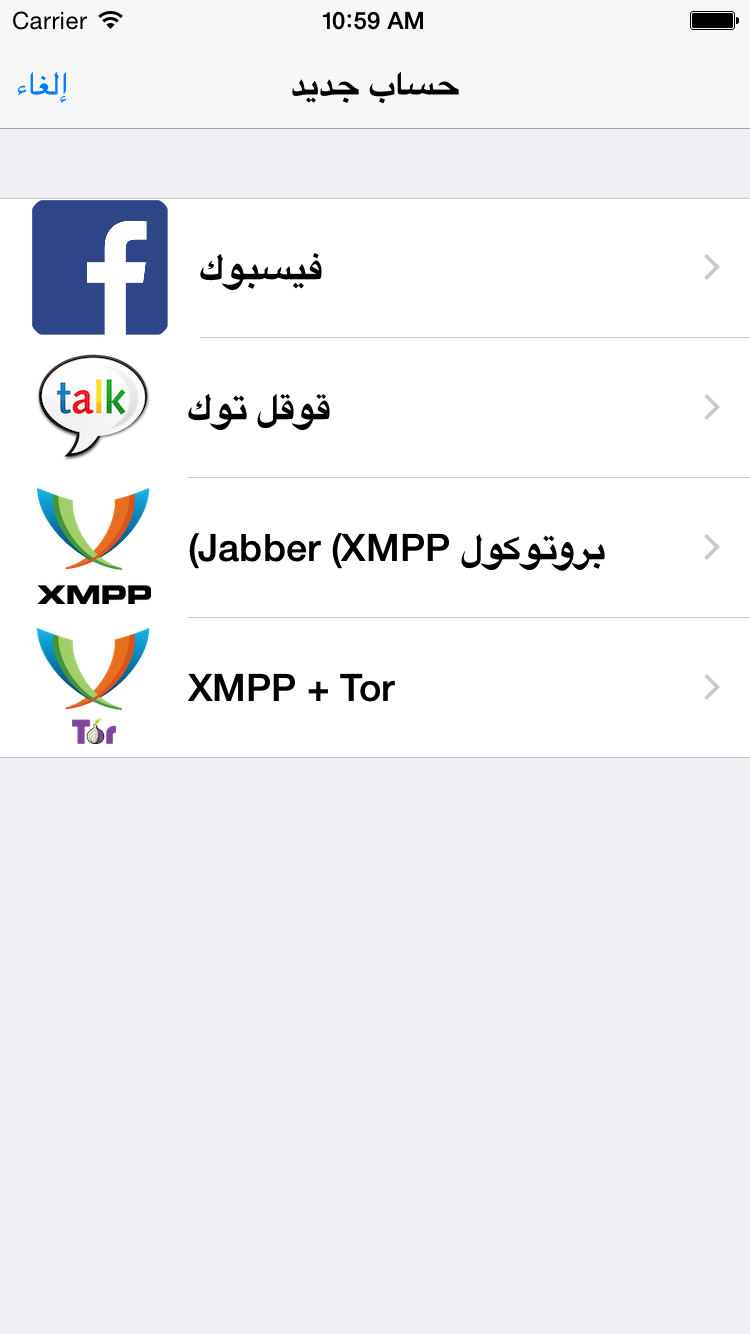 Carrier 10:59 AM
إلغاء حساب جديد
f
فيسبوك
talk
قوقل توك
XMPP
بروتوكول Jabber (XMPP)
Tor
XMPP + Tor